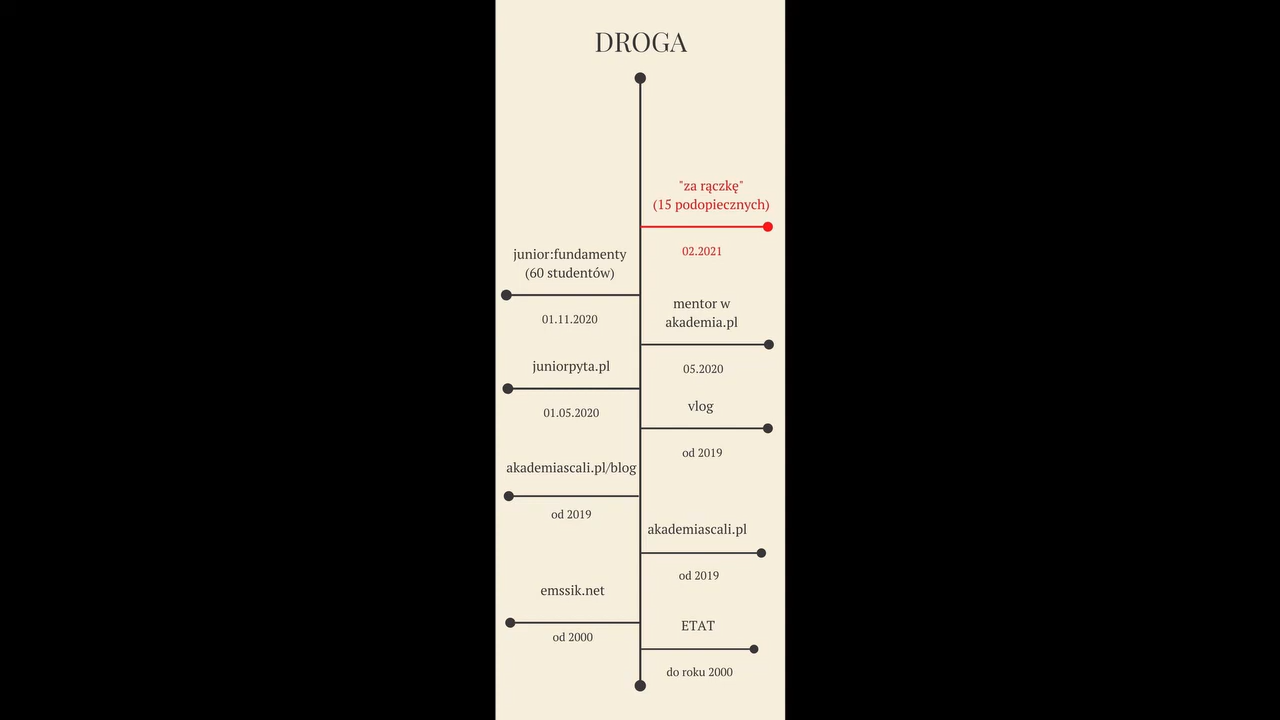 DROGA
"za rączkę"
(15 podopiecznych)
02.2021
junior:fundamenty
(60 studentów)
01.11.2020
mentor w
akademia.pl
05.2020
juniorpyta.pl
01.05.2020
vlog
od 2019
akademiascali.pl/blog
od 2019
akademiascali.pl
od 2019
emssik.net
od 2000
ETAT
do roku 2000